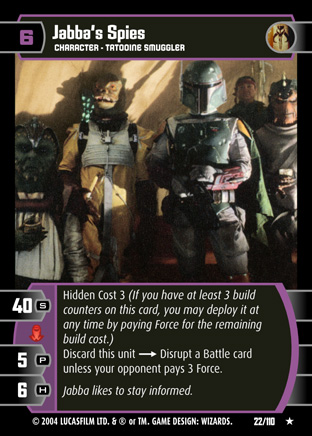 6
Jabba's Spies
CHARACTER - TATOOINE SMUGGLER
40 S
Hidden Cost 3 (If you have at least 3 build
counters on this card, you may deploy it at
any time by paying Force for the remaining
build cost.)
5 P
Discard this unit → Disrupt a Battle card
unless your opponent pays 3 Force.
6 H
Jabba likes to stay informed.
© 2004 LUCASFILM LTD. & ® or TM. GAME DESIGN: WIZARDS.
22/110 ★